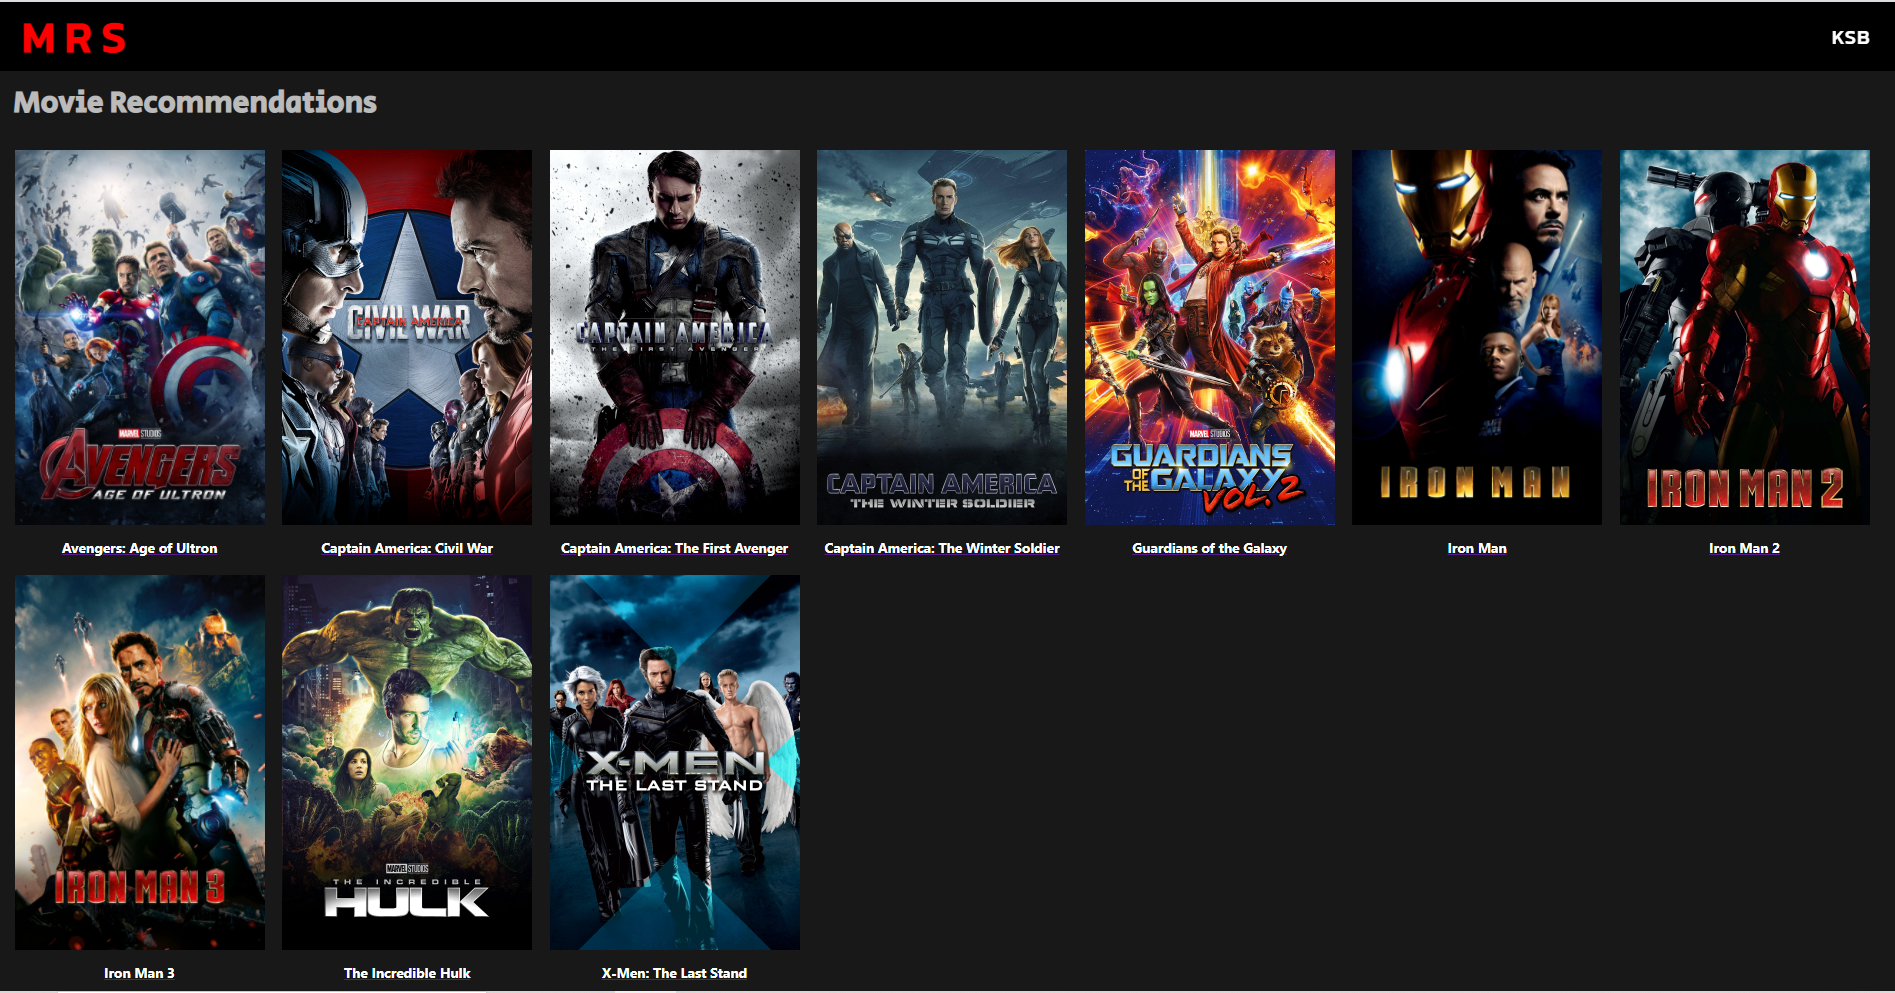 M R S
KSB
Movie Recommendations
MARVEL STUDIOS
AVENGERS
AGE OF ULTRON
CIVIL WAR
CAPTAIN AMERICA
CAPTAIN AMERICA
THE FIRST AVENGER
CAPTAIN AMERICA
THE WINTER SOLDIER
MARVEL STUDIOS
GUARDIANS
OF THE GALAXY
VOL. 2
IRON MAN
IRON MAN 2
Avengers: Age of Ultron
Captain America: Civil War
Captain America: The First Avenger
Captain America: The Winter Soldier
Guardians of the Galaxy
Iron Man
Iron Man 2
IRON MAN 3
MARVEL STUDIOS
THE INCREDIBLE
HULK
X-MEN
THE LAST STAND
Iron Man 3
The Incredible Hulk
X-Men: The Last Stand